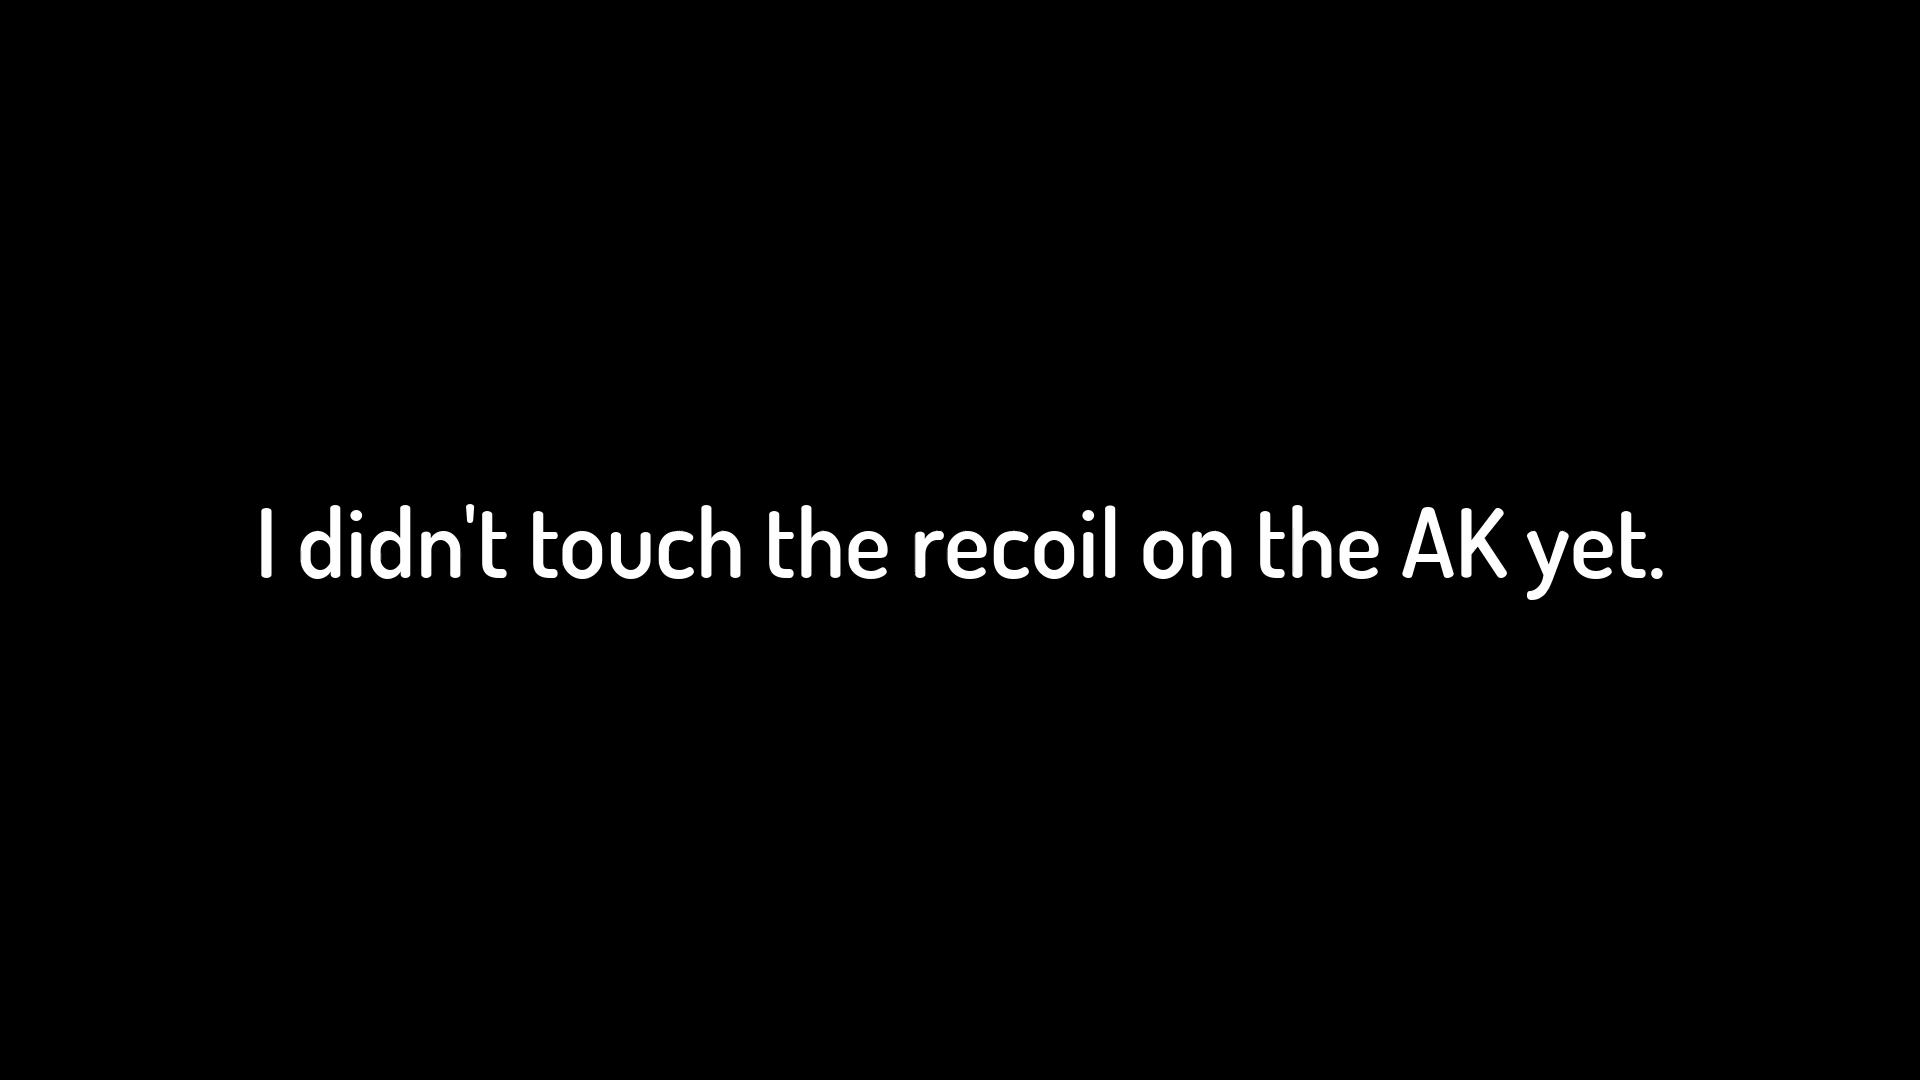 I didn't touch the recoil on the AK yet.